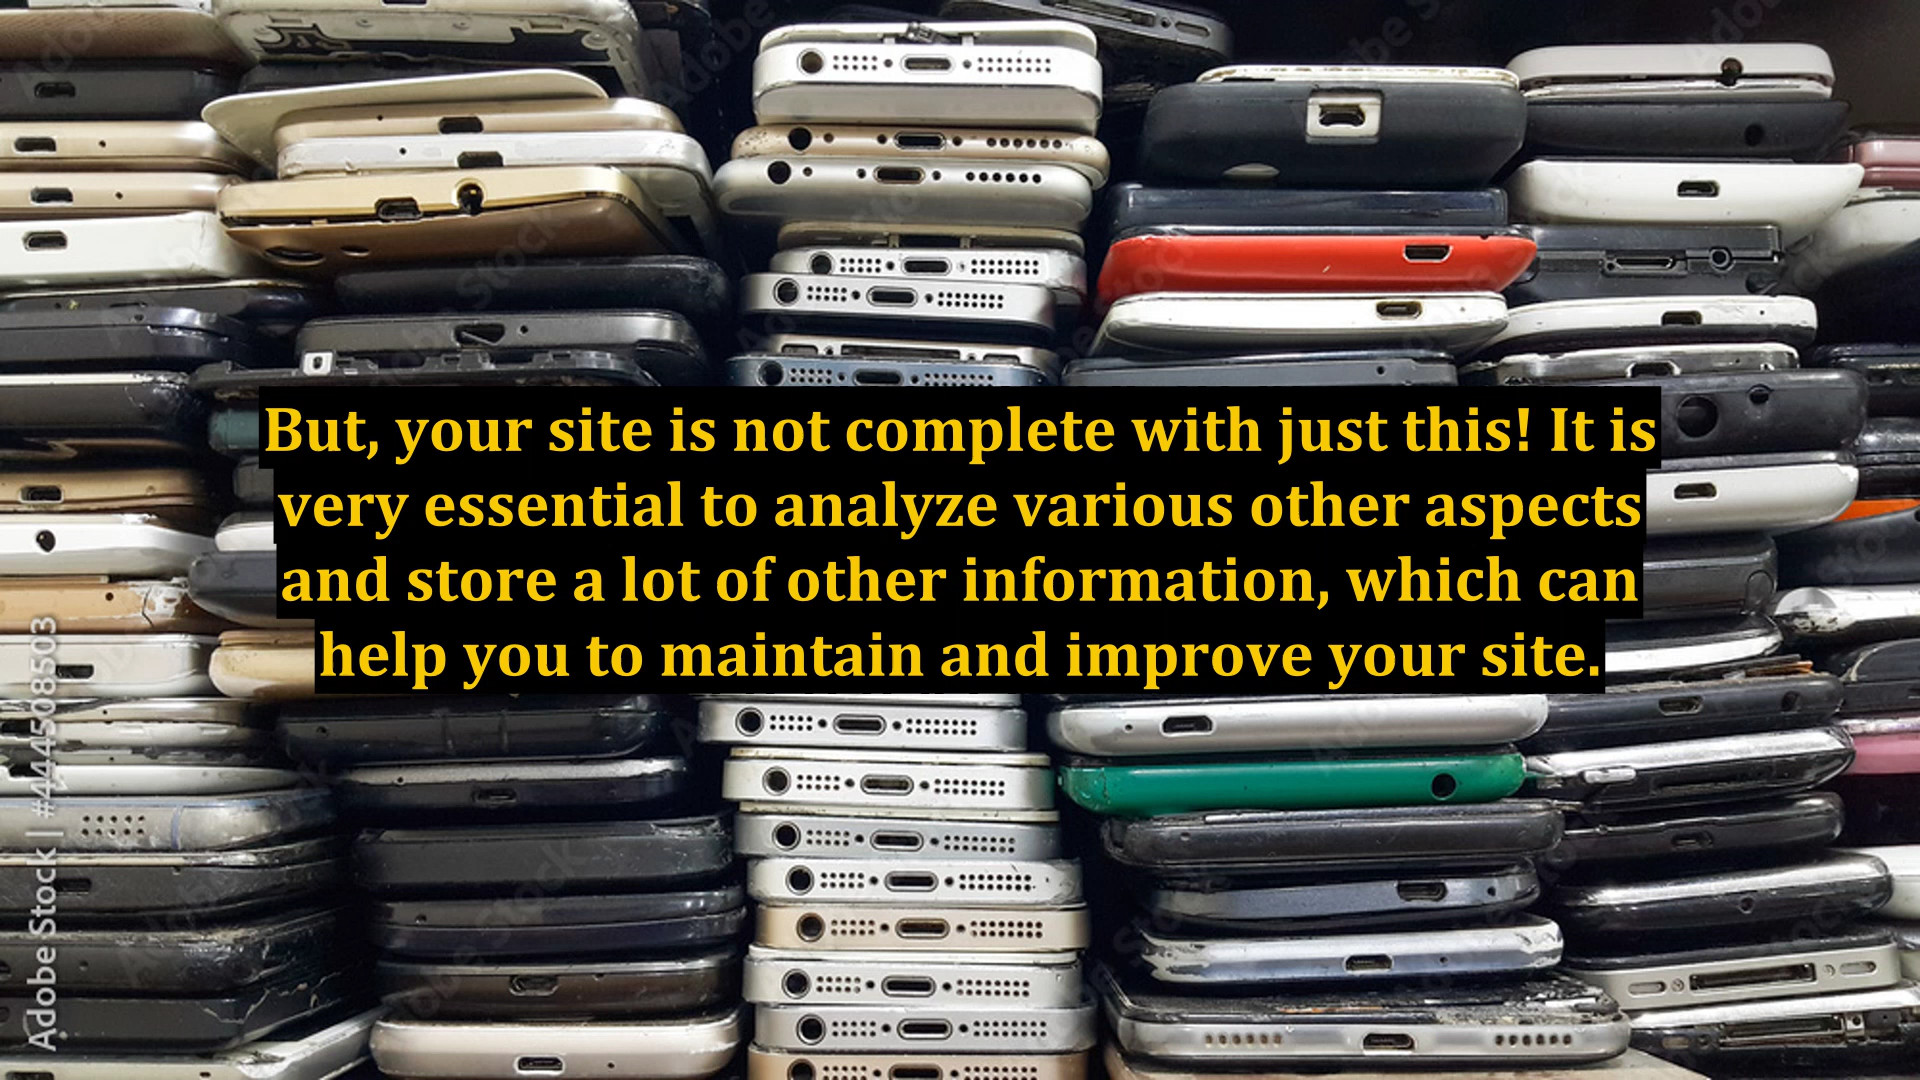 But, your site is not complete with just this! It is
very essential to analyze various other aspects
and store a lot of other information, which can
help you to maintain and improve your site.
Adobe Stock | #444508503